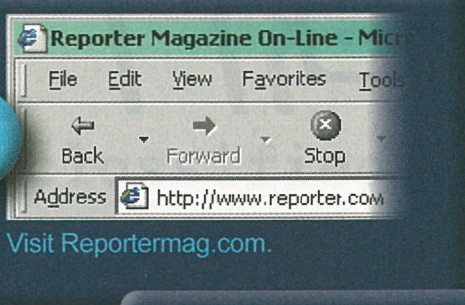 Reporter Magazine On-Line - Micr
File Edit View Favorites Tools
Back Forward Stop
Address http://www.reporter.com
Visit Reportermag.com.